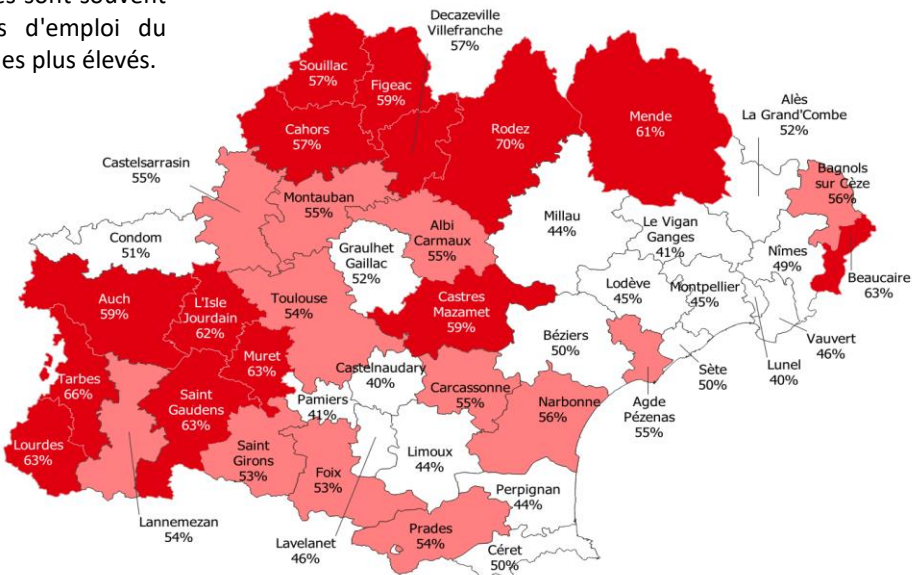 es sont souvent
s d'emploi du
es plus élevés.
Decazeville
Villefranche
57%
Souillac
57%
Figeac
59%
Cahors
57%
Rodez
70%
Mende
61%
Alès
La Grand'Combe
52%
Castelsarrasin
55%
Montauban
55%
Albi
Carmaux
55%
Millau
44%
Le Vigan
Ganges
41%
Bagnols
sur Cèze
56%
Condom
51%
Graulhet
Gaillac
52%
Nîmes
49%
Beaucaire
63%
Auch
59%
L'Isle
Jourdain
62%
Toulouse
54%
Castres
Mazamet
59%
Lodève
45%
Montpellier
45%
Vauvert
46%
Béziers
50%
Sète
50%
Lunel
40%
Muret
63%
Castelnaudary
40%
Tarbes
66%
Saint
Gaudens
63%
Pamiers
41%
Carcassonne
55%
Narbonne
56%
Agde
Pézenas
55%
Lourdes
63%
Saint
Girons
53%
Foix
53%
Limoux
44%
Perpignan
44%
Lannemezan
54%
Lavelanet
46%
Prades
54%
Céret
50%